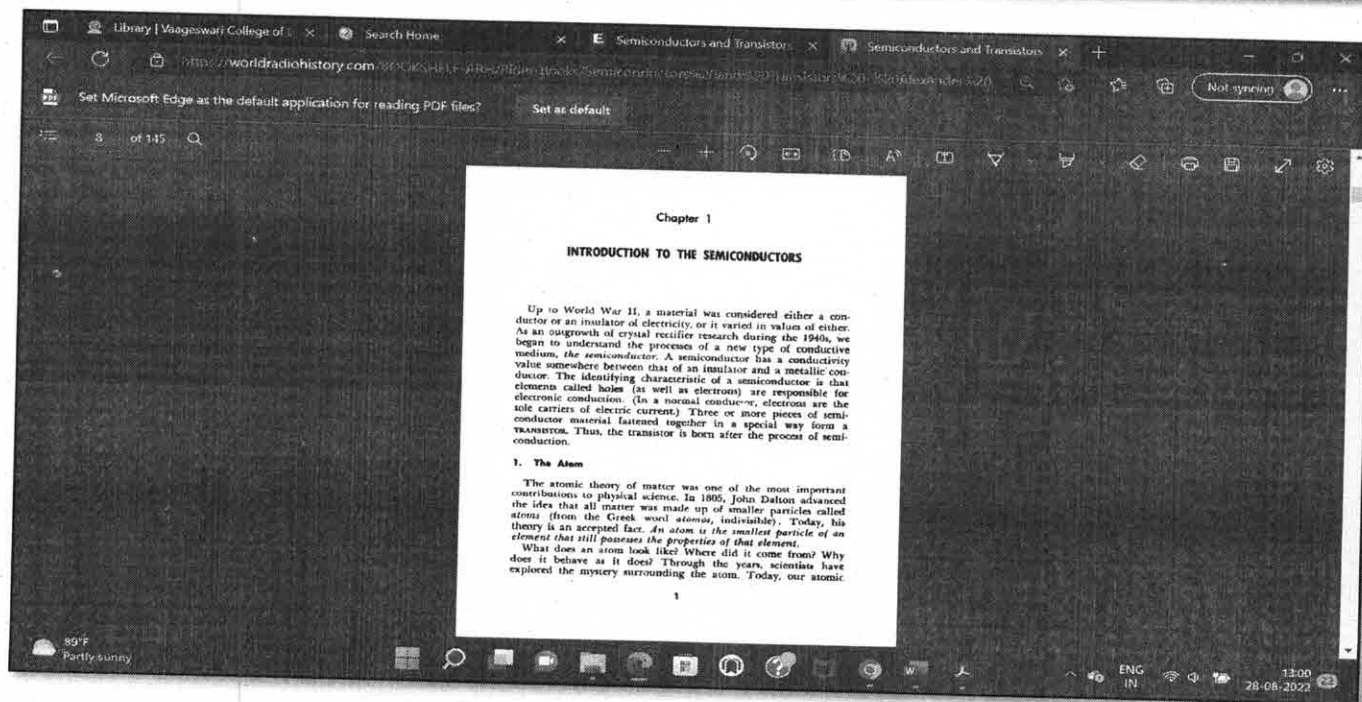 Library | Vaageswari College of
Search Home
Semiconductors and Transistors
Semiconductors and Transistors
worldradiohistory.com
Not syncing
Set Microsoft Edge as the default application for reading PDF files?
Set as default
8 of 145
Chapter 1
INTRODUCTION TO THE SEMICONDUCTORS
Up to World War II, a material was considered either a con-
ductor or an insulator of electricity, or it varied in values of either.
As an outgrowth of crystal rectifier research during the 1940s, we
began to understand the processes of a new type of conductive
medium, the semiconductor. A semiconductor has a conductivity
value somewhere between that of an insulator and a metallic con-
ductor. The identifying characteristic of a semiconductor is that
elements called holes (as well as electrons) are responsible for
electronic conduction. (In a normal conductor, electrons are the
sole carriers of electric current.) Three or more pieces of semi-
conductor material fastened together in a special way form a
TRANSISTOR. Thus, the transistor is born after the process of semi-
conduction.
1. The Atom
The atomic theory of matter was one of the most important
contributions to physical science. In 1805, John Dalton advanced
the idea that all matter was made up of smaller particles called
atoms (from the Greek word atomos, indivisible). Today, his
theory is an accepted fact. An atom is the smallest particle of an
element that still possesses the properties of that element.
What does an atom look like? Where did it come from? Why
does it behave as it does? Through the years, scientists have
explored the mystery surrounding the atom. Today, our atomic
1
89°F
Partly sunny
ENG
IN
13:00
28-08-2022